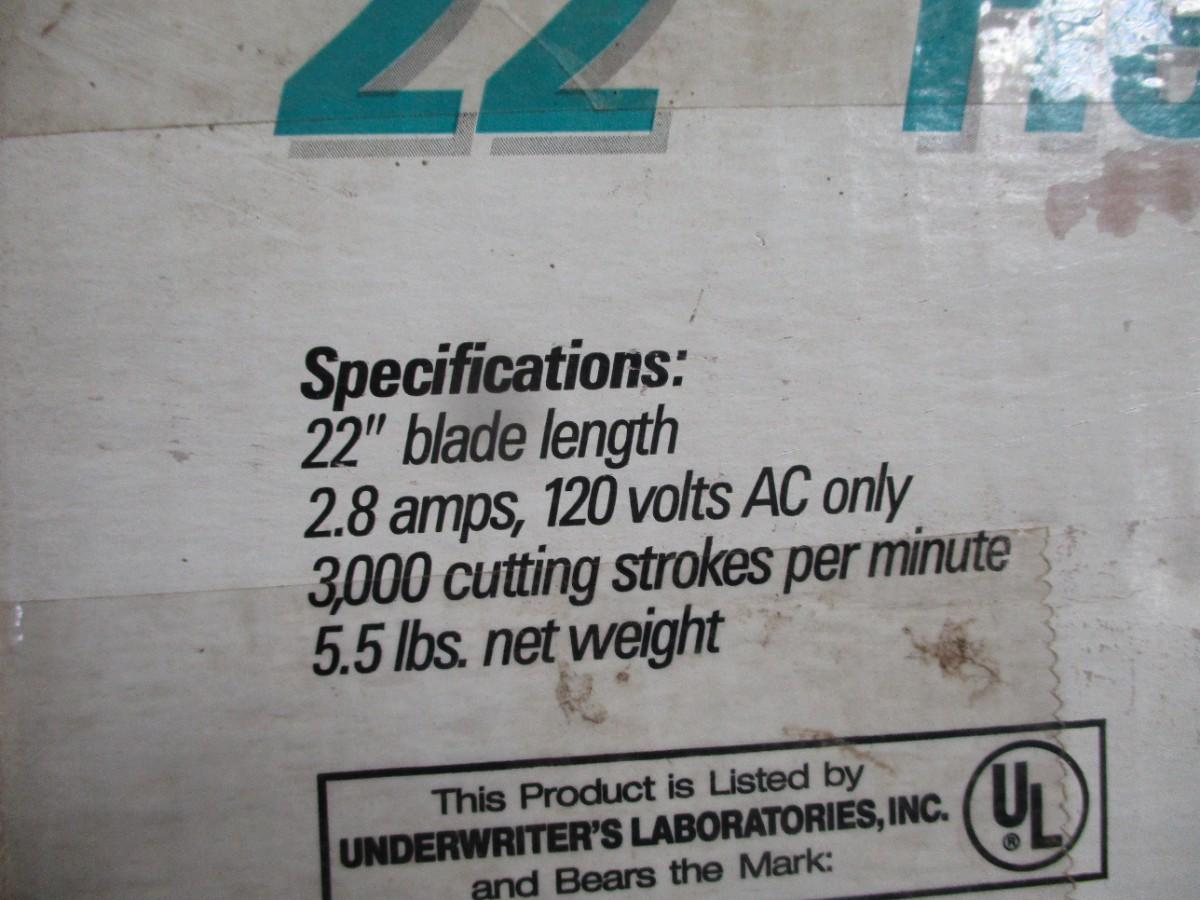 22
Specifications:
22" blade length
2.8 amps, 120 volts AC only
3,000 cutting strokes per minute
5.5 lbs. net weight
This Product is Listed by
UNDERWRITER'S LABORATORIES, INC.
and Bears the Mark:
UL
®